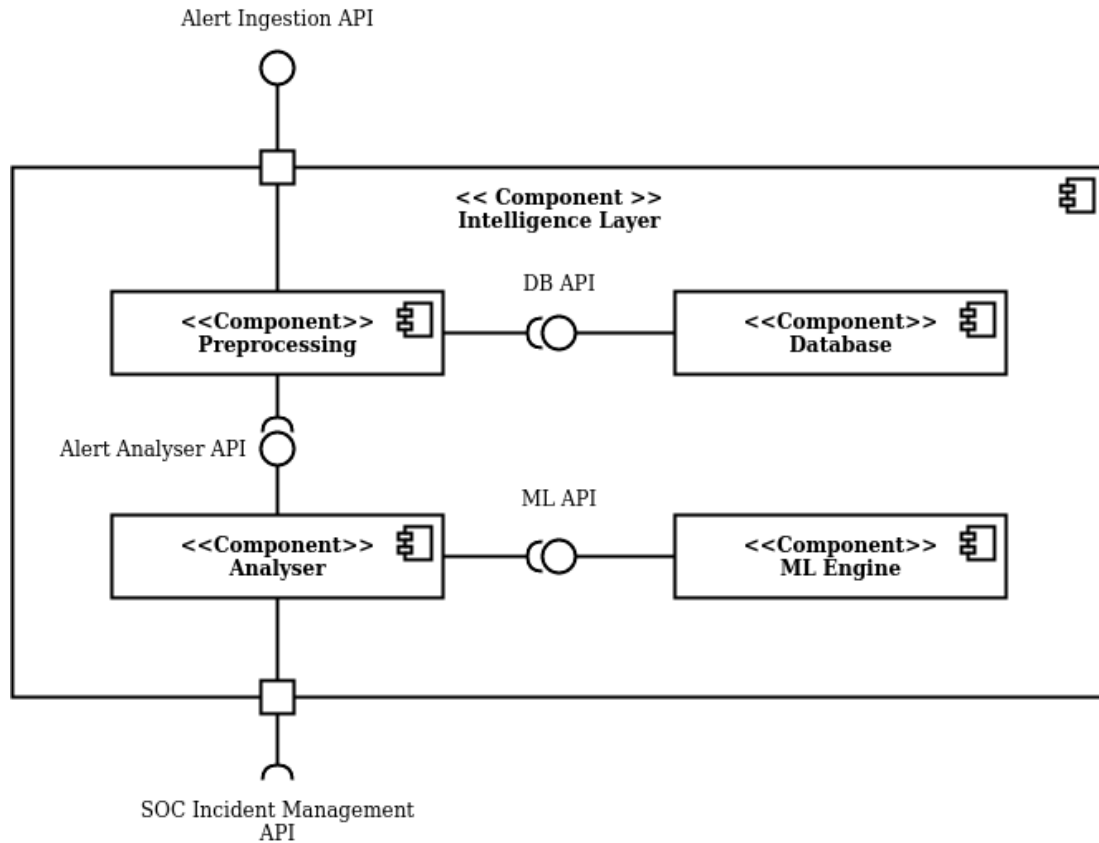 Alert Ingestion API
<< Component >>
Intelligence Layer
DB API
<<Component>>
Preprocessing
<<Component>>
Database
Alert Analyser API
ML API
<<Component>>
Analyser
<<Component>>
ML Engine
SOC Incident Management
API